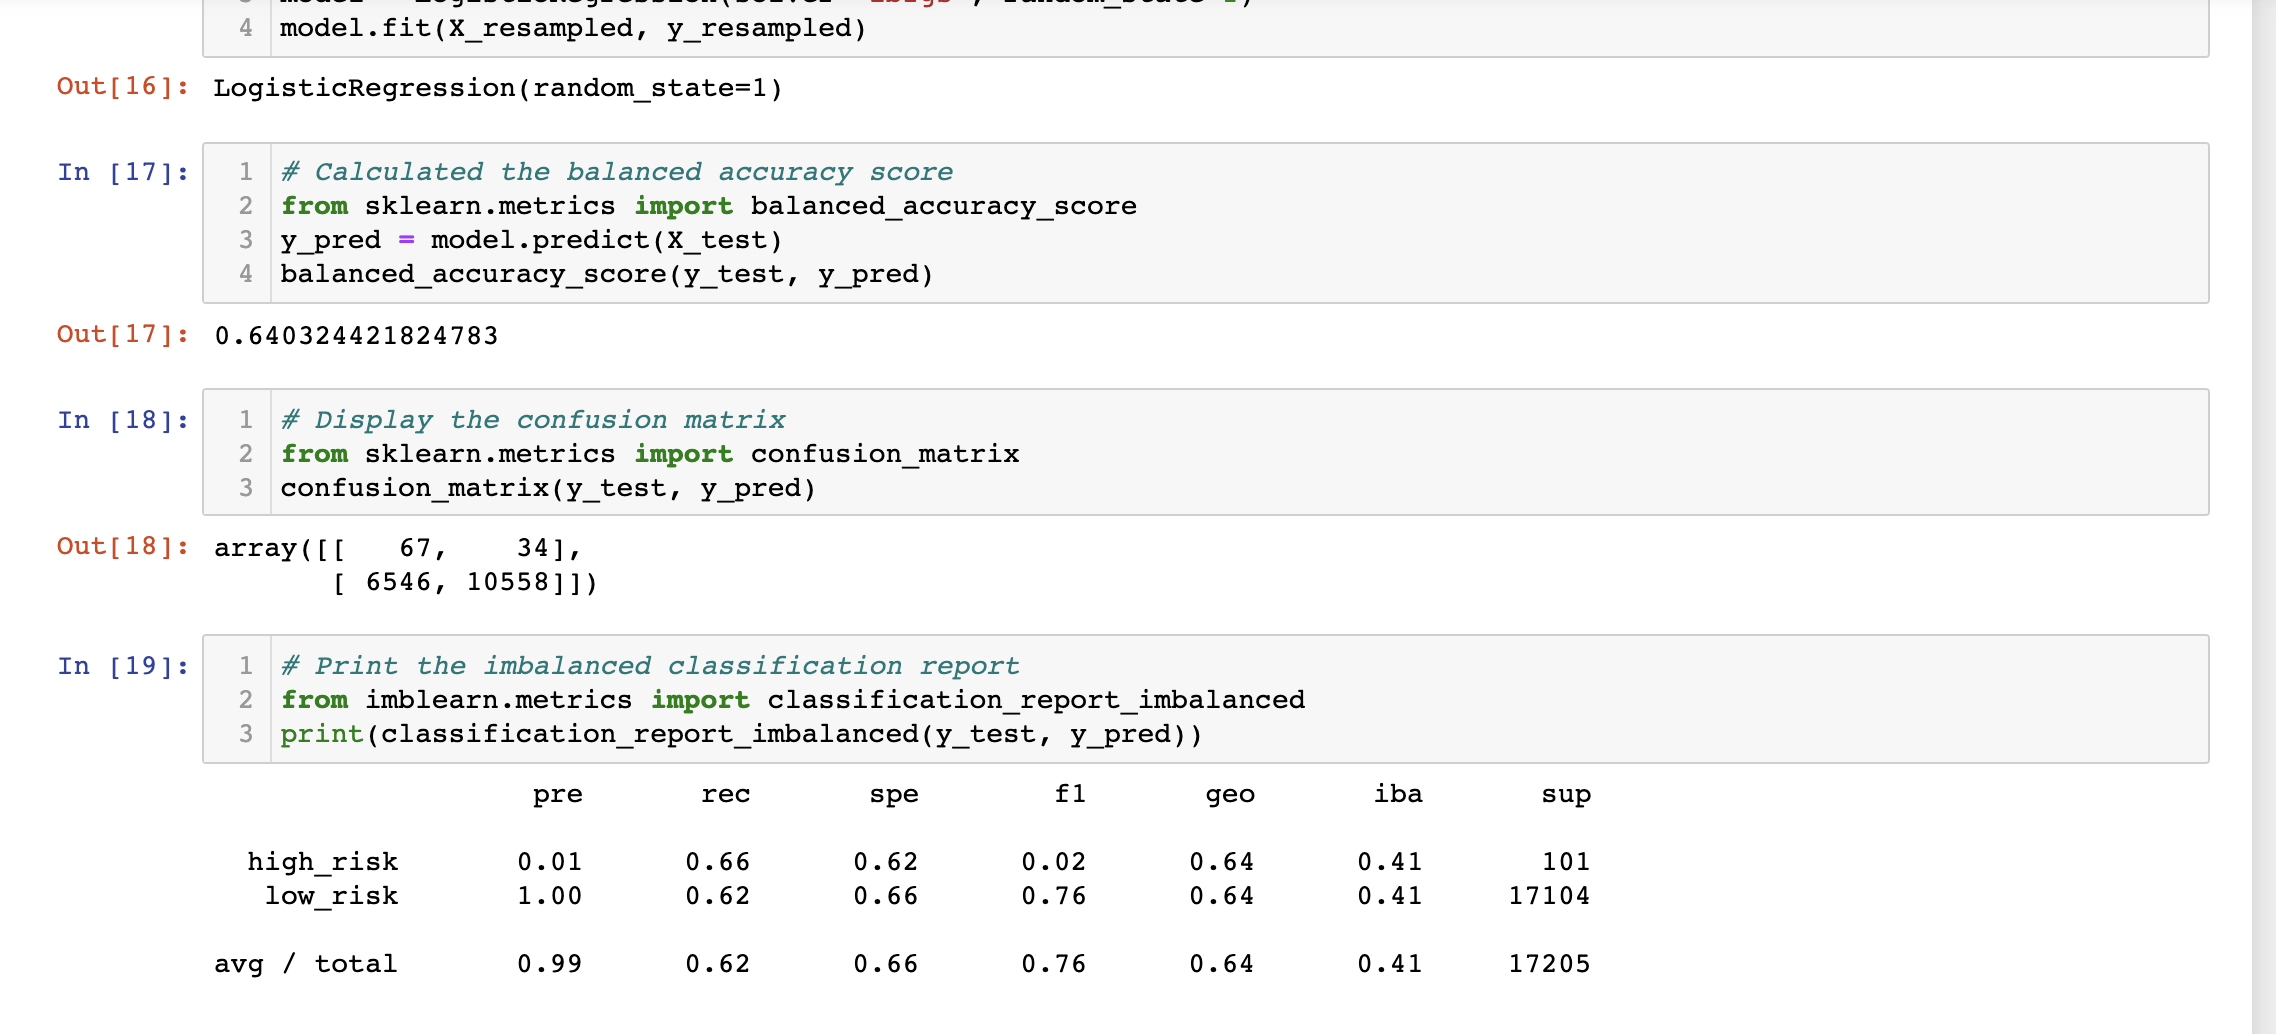 4 model.fit(X_resampled, y_resampled)
Out[16]: LogisticRegression(random_state=1)
In [17]: 1 # Calculated the balanced accuracy score
2 from sklearn.metrics import balanced_accuracy_score
3 y_pred = model.predict(X_test)
4 balanced_accuracy_score(y_test, y_pred)
Out[17]: 0.640324421824783
In [18]: 1 # Display the confusion matrix
2 from sklearn.metrics import confusion_matrix
3 confusion_matrix(y_test, y_pred)
Out[18]: array([[   67,    34],
       [ 6546, 10558]])
In [19]: 1 # Print the imbalanced classification report
2 from imblearn.metrics import classification_report_imbalanced
3 print(classification_report_imbalanced(y_test, y_pred))
pre rec spe f1 geo iba sup
high_risk 0.01 0.66 0.62 0.02 0.64 0.41 101
low_risk 1.00 0.62 0.66 0.76 0.64 0.41 17104
avg / total 0.99 0.62 0.66 0.76 0.64 0.41 17205